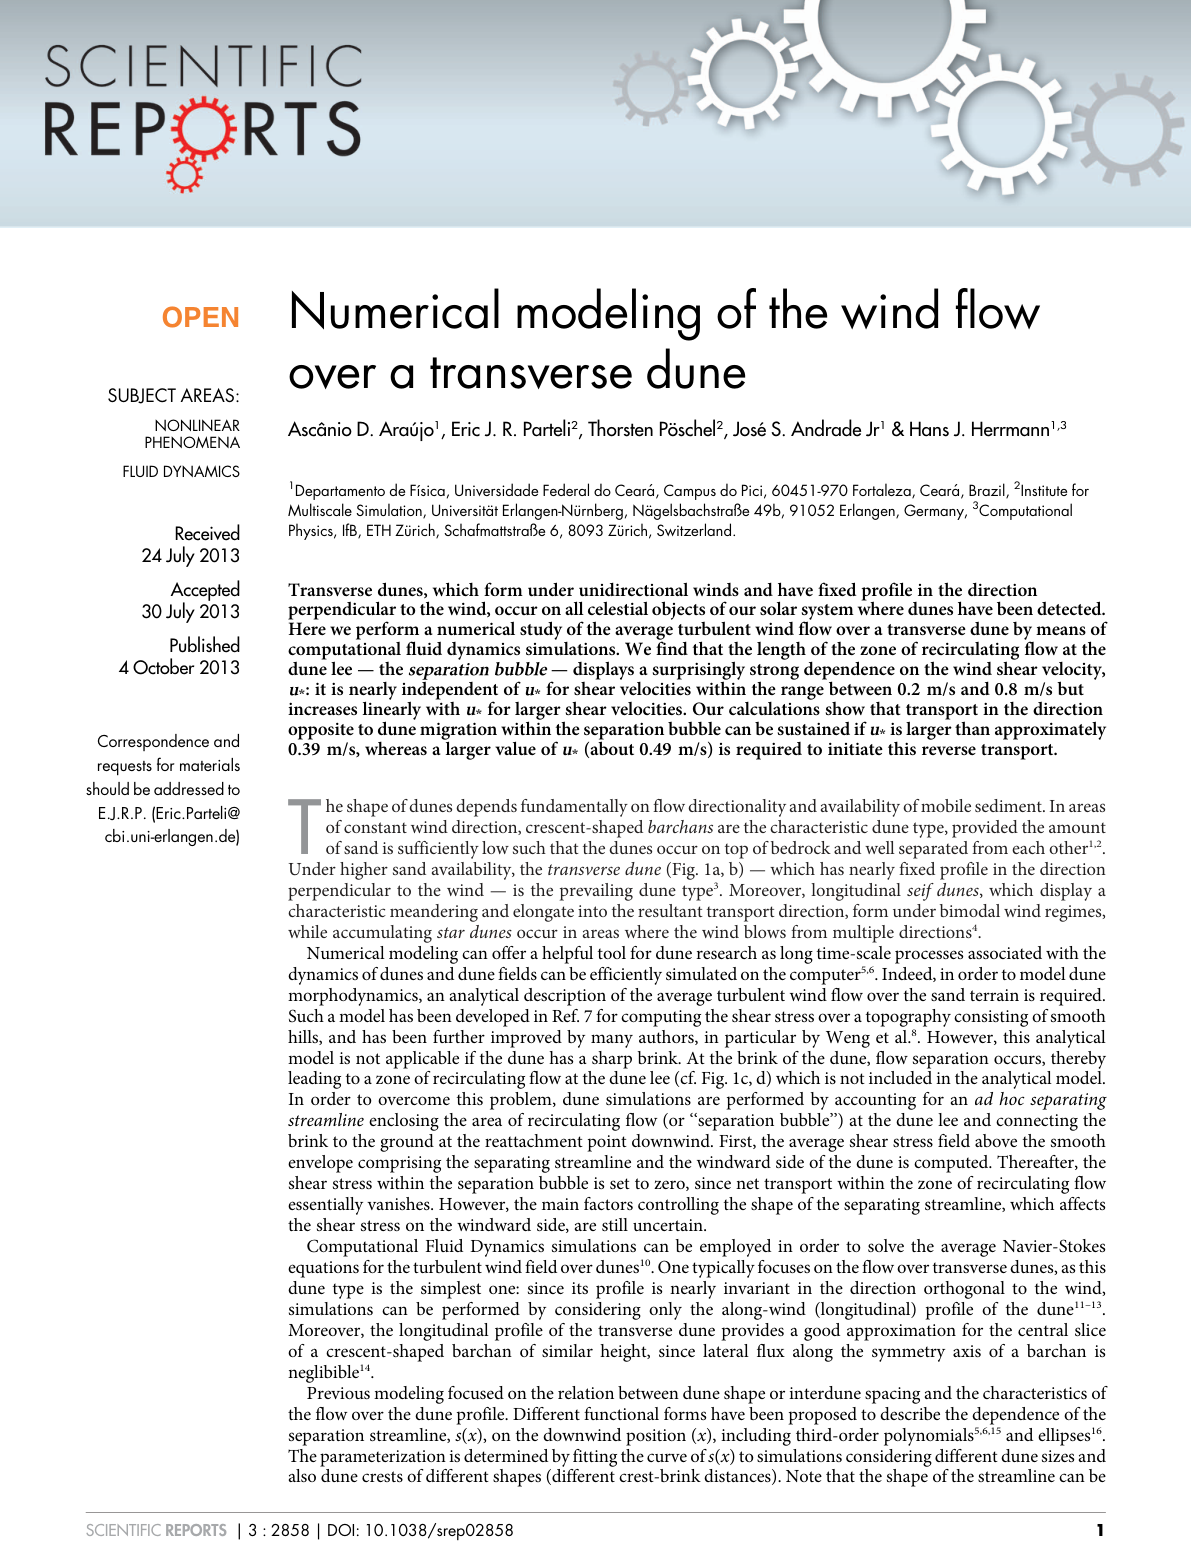 SCIENTIFIC
REPORTS
OPEN
SUBJECT AREAS:
NONLINEAR
PHENOMENA
FLUID DYNAMICS
Received
24 July 2013
Accepted
30 July 2013
Published
4 October 2013
Correspondence and
requests for materials
should be addressed to
E.J.R.P. (Eric.Parteli@
cbi.uni-erlangen.de)
Numerical modeling of the wind flow
over a transverse dune
Ascânio D. Araújo¹, Eric J. R. Parteli², Thorsten Pöschel², José S. Andrade Jr¹ & Hans J. Herrmann¹,³
¹Departamento de Física, Universidade Federal do Ceará, Campus do Pici, 60451-970 Fortaleza, Ceará, Brazil, ²Institute for
Multiscale Simulation, Universität Erlangen-Nürnberg, Nägelsbachstraße 49b, 91052 Erlangen, Germany, ³Computational
Physics, IfB, ETH Zürich, Schafmattstraße 6, 8093 Zürich, Switzerland.
Transverse dunes, which form under unidirectional winds and have fixed profile in the direction
perpendicular to the wind, occur on all celestial objects of our solar system where dunes have been detected.
Here we perform a numerical study of the average turbulent wind flow over a transverse dune by means of
computational fluid dynamics simulations. We find that the length of the zone of recirculating flow at the
dune lee — the separation bubble — displays a surprisingly strong dependence on the wind shear velocity,
u*: it is nearly independent of u* for shear velocities within the range between 0.2 m/s and 0.8 m/s but
increases linearly with u* for larger shear velocities. Our calculations show that transport in the direction
opposite to dune migration within the separation bubble can be sustained if u* is larger than approximately
0.39 m/s, whereas a larger value of u* (about 0.49 m/s) is required to initiate this reverse transport.
The shape of dunes depends fundamentally on flow directionality and availability of mobile sediment. In areas
of constant wind direction, crescent-shaped barchans are the characteristic dune type, provided the amount
of sand is sufficiently low such that the dunes occur on top of bedrock and well separated from each other¹,².
Under higher sand availability, the transverse dune (Fig. 1a, b) — which has nearly fixed profile in the direction
perpendicular to the wind — is the prevailing dune type³. Moreover, longitudinal seif dunes, which display a
characteristic meandering and elongate into the resultant transport direction, form under bimodal wind regimes,
while accumulating star dunes occur in areas where the wind blows from multiple directions⁴.
Numerical modeling can offer a helpful tool for dune research as long time-scale processes associated with the
dynamics of dunes and dune fields can be efficiently simulated on the computer⁵,⁶. Indeed, in order to model dune
morphodynamics, an analytical description of the average turbulent wind flow over the sand terrain is required.
Such a model has been developed in Ref. 7 for computing the shear stress over a topography consisting of smooth
hills, and has been further improved by many authors, in particular by Weng et al.⁸. However, this analytical
model is not applicable if the dune has a sharp brink. At the brink of the dune, flow separation occurs, thereby
leading to a zone of recirculating flow at the dune lee (cf. Fig. 1c, d) which is not included in the analytical model.
In order to overcome this problem, dune simulations are performed by accounting for an ad hoc separating
streamline enclosing the area of recirculating flow (or “separation bubble”) at the dune lee and connecting the
brink to the ground at the reattachment point downwind. First, the average shear stress field above the smooth
envelope comprising the separating streamline and the windward side of the dune is computed. Thereafter, the
shear stress within the separation bubble is set to zero, since net transport within the zone of recirculating flow
essentially vanishes. However, the main factors controlling the shape of the separating streamline, which affects
the shear stress on the windward side, are still uncertain.
Computational Fluid Dynamics simulations can be employed in order to solve the average Navier-Stokes
equations for the turbulent wind field over dunes¹⁰. One typically focuses on the flow over transverse dunes, as this
dune type is the simplest one: since its profile is nearly invariant in the direction orthogonal to the wind,
simulations can be performed by considering only the along-wind (longitudinal) profile of the dune¹¹⁻¹³.
Moreover, the longitudinal profile of the transverse dune provides a good approximation for the central slice
of a crescent-shaped barchan of similar height, since lateral flux along the symmetry axis of a barchan is
neglibible¹⁴.
Previous modeling focused on the relation between dune shape or interdune spacing and the characteristics of
the flow over the dune profile. Different functional forms have been proposed to describe the dependence of the
separation streamline, s(x), on the downwind position (x), including third-order polynomials⁵,⁶,¹⁵ and ellipses¹⁶.
The parameterization is determined by fitting the curve of s(x) to simulations considering different dune sizes and
also dune crests of different shapes (different crest-brink distances). Note that the shape of the streamline can be
SCIENTIFIC REPORTS | 3 : 2858 | DOI: 10.1038/srep02858
1